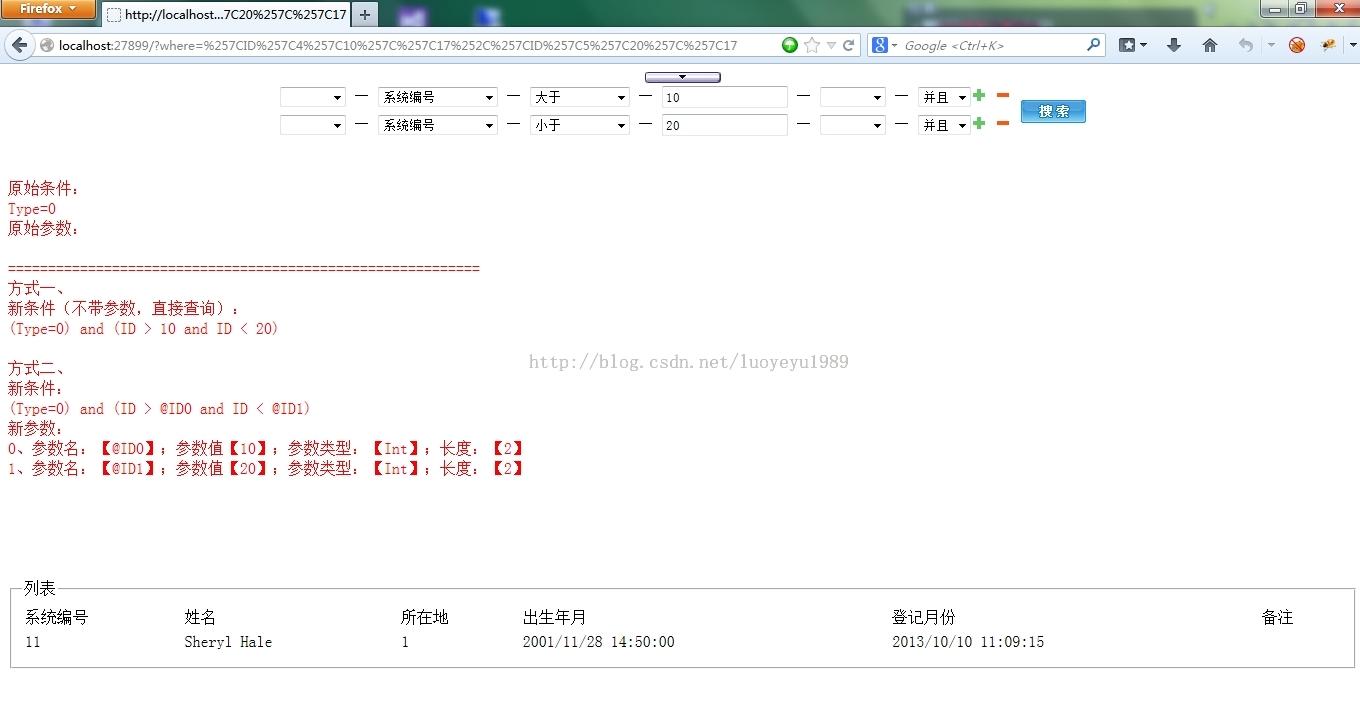 Firefox
http://localhost...7C20%257C%257C17
localhost:27899/?where=%257CID%257C4%257C10%257C%257C17%252C%257CID%257C5%257C20%257C%257C17
Google <Ctrl+K>
— 系统编号 — 大于 — 10 — — 并且
— 系统编号 — 小于 — 20 — — 并且
搜 索
原始条件:
Type=0
原始参数:
===========================================================
方式一、
新条件（不带参数，直接查询）:
(Type=0) and (ID > 10 and ID < 20)
方式二、
新条件:
(Type=0) and (ID > @ID0 and ID < @ID1)
新参数:
0、参数名: 【@ID0】; 参数值【10】; 参数类型: 【Int】; 长度: 【2】
1、参数名: 【@ID1】; 参数值【20】; 参数类型: 【Int】; 长度: 【2】
http://blog.csdn.net/luoyeyu1989
列表
系统编号 姓名 所在地 出生年月 登记月份 备注
11 Sheryl Hale 1 2001/11/28 14:50:00 2013/10/10 11:09:15